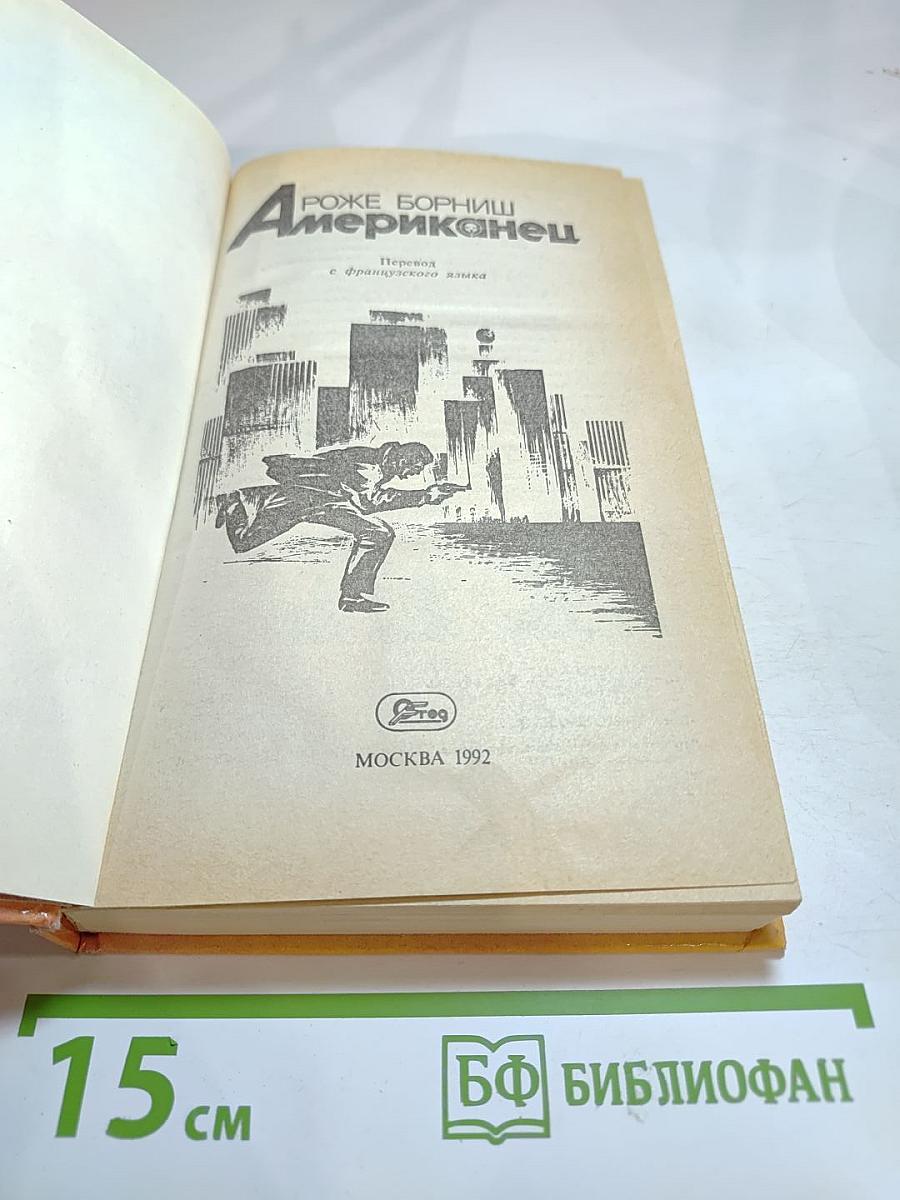 РОЖЕ БОРНИШ
Американец
Перевод
с французского языка
МОСКВА 1992
15 см
БФ БИБЛИОФАН